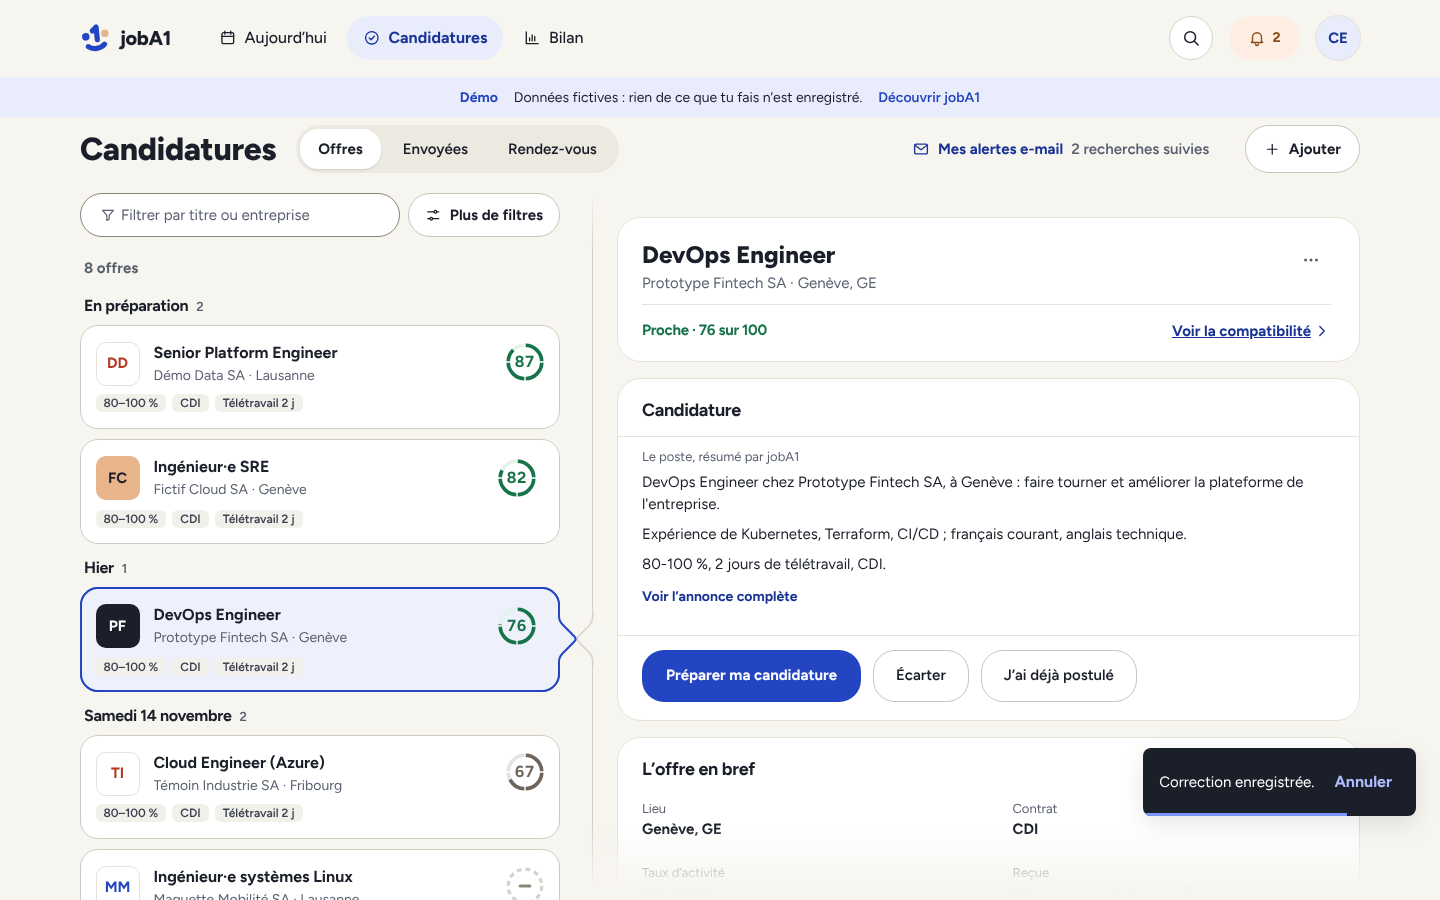 jobA1
Aujourd’hui
Candidatures
Bilan
2
CE
Démo Données fictives : rien de ce que tu fais n’est enregistré. Découvrir jobA1
Candidatures
Offres
Envoyées
Rendez-vous
Mes alertes e-mail 2 recherches suivies
Ajouter
Filtrer par titre ou entreprise
Plus de filtres
8 offres
En préparation 2
DD
Senior Platform Engineer
Démo Data SA · Lausanne
87
80–100 % CDI Télétravail 2 j
FC
Ingénieur·e SRE
Fictif Cloud SA · Genève
82
80–100 % CDI Télétravail 2 j
Hier 1
PF
DevOps Engineer
Prototype Fintech SA · Genève
76
80–100 % CDI Télétravail 2 j
Samedi 14 novembre 2
TI
Cloud Engineer (Azure)
Témoin Industrie SA · Fribourg
67
80–100 % CDI Télétravail 2 j
MM
Ingénieur·e systèmes Linux
Maquette Mobilité SA · Lausanne
DevOps Engineer
Prototype Fintech SA · Genève, GE
Proche · 76 sur 100
Voir la compatibilité
Candidature
Le poste, résumé par jobA1
DevOps Engineer chez Prototype Fintech SA, à Genève : faire tourner et améliorer la plateforme de
l'entreprise.
Expérience de Kubernetes, Terraform, CI/CD ; français courant, anglais technique.
80-100 %, 2 jours de télétravail, CDI.
Voir l’annonce complète
Préparer ma candidature
Écarter
J’ai déjà postulé
L’offre en bref
Lieu
Genève, GE
Contrat
CDI
Taux d’activité
Reçue
Correction enregistrée. Annuler